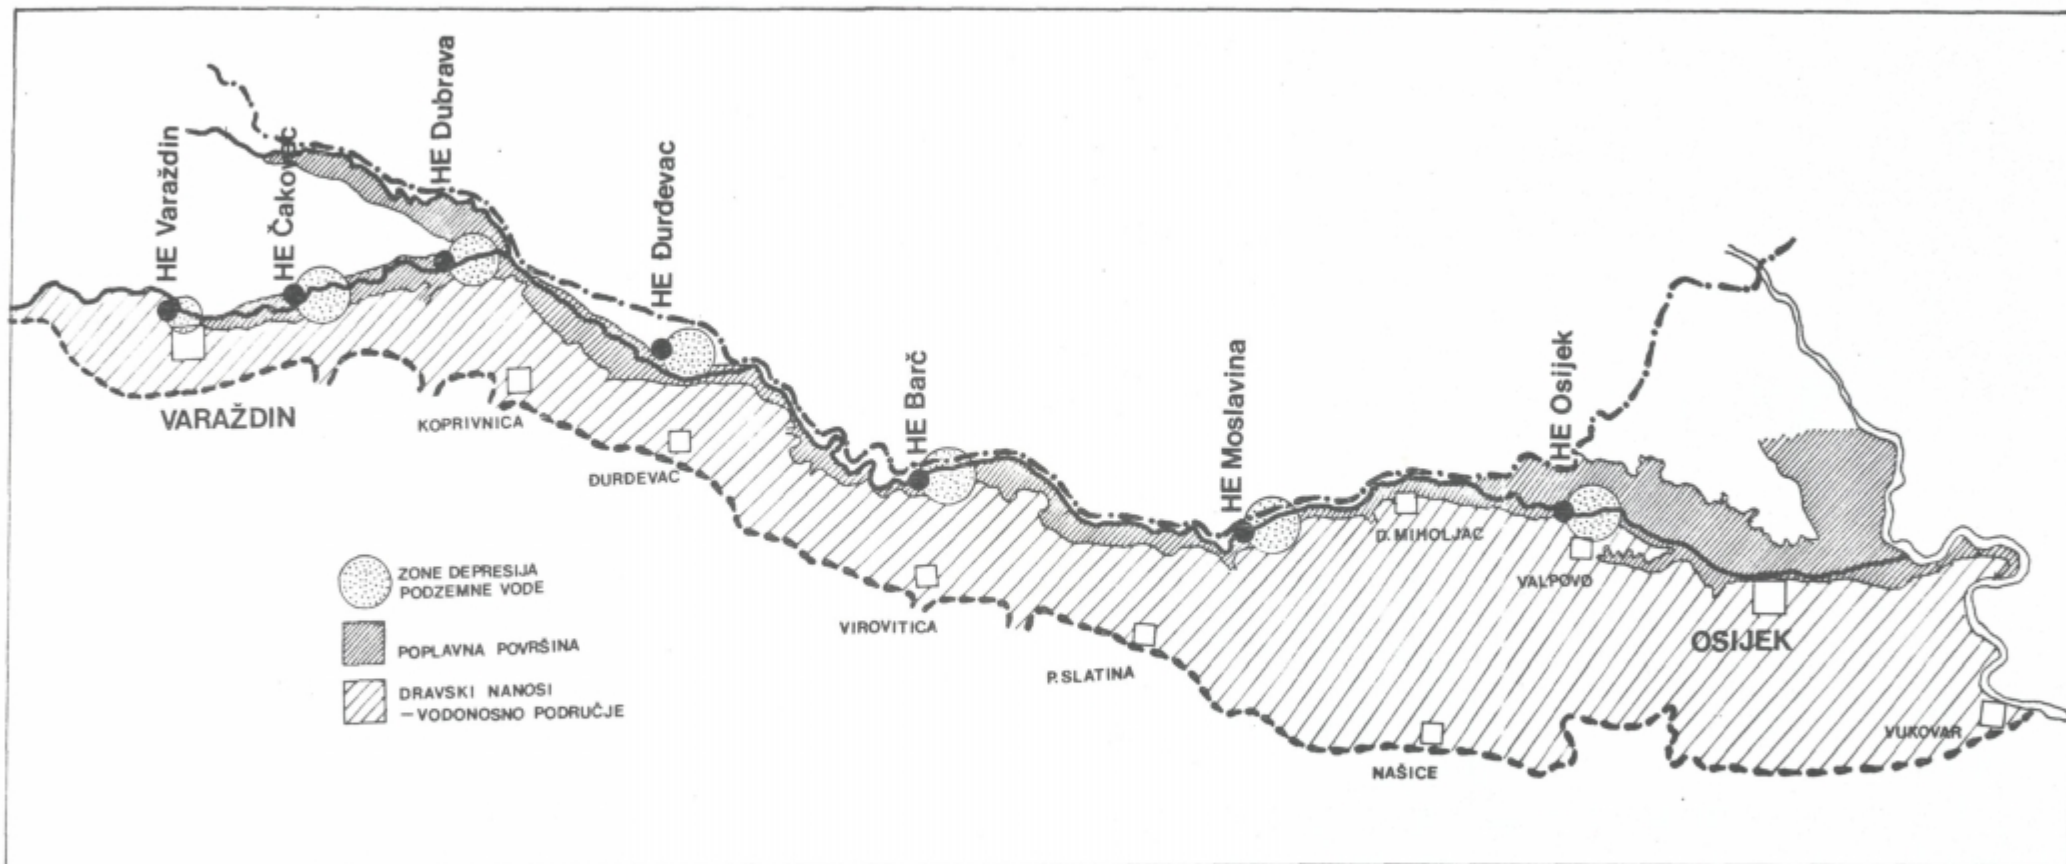 HE Varaždin
HE Čakovec
HE Dubrava
HE Đurđevac
HE Barč
HE Moslavina
HE Osijek
VARAŽDIN
KOPRIVNICA
ĐURĐEVAC
VIROVITICA
P. SLATINA
D. MIHOLJAC
VALPOVO
OSIJEK
NAŠICE
VUKOVAR
ZONE DEPRESIJA
PODZEMNE VODE
POPLAVNA POVRŠINA
DRAVSKI NANOSI
– VODONOSNO PODRUČJE